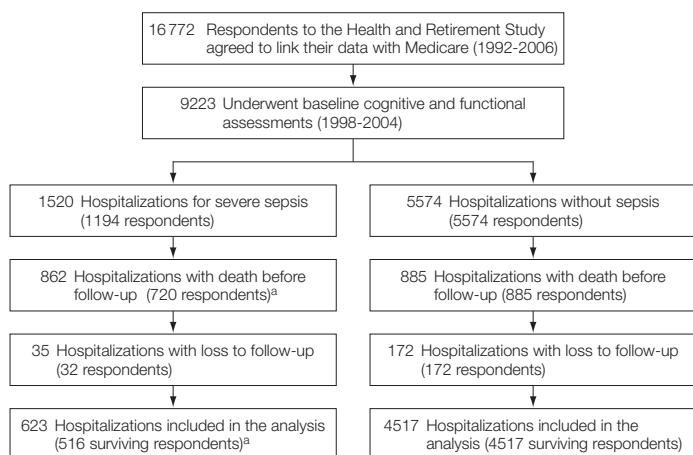 16 772 Respondents to the Health and Retirement Study
agreed to link their data with Medicare (1992-2006)
9223 Underwent baseline cognitive and functional
assessments (1998-2004)
1520 Hospitalizations for severe sepsis
(1194 respondents)
862 Hospitalizations with death before
follow-up (720 respondents)ᵃ
35 Hospitalizations with loss to follow-up
(32 respondents)
623 Hospitalizations included in the analysis
(516 surviving respondents)ᵃ
5574 Hospitalizations without sepsis
(5574 respondents)
885 Hospitalizations with death before
follow-up (885 respondents)
172 Hospitalizations with loss to follow-up
(172 respondents)
4517 Hospitalizations included in the
analysis (4517 surviving respondents)